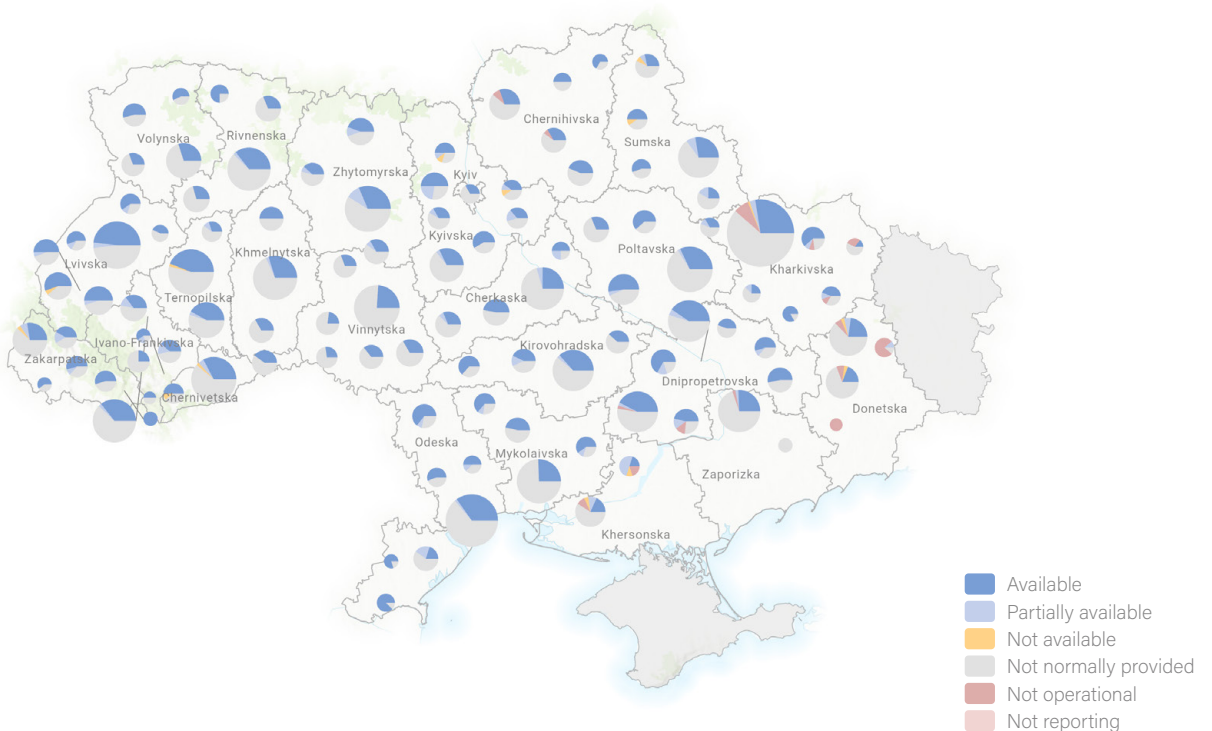 Chernihivska
Volynska
Rivnenska
Sumska
Zhytomyrska
Kyiv
Kyivska
Poltavska
Khmelnytska
Lvivska
Kharkivska
Ternopilska
Cherkaska
Vinnytska
Ivano-Frankivska
Kirovohradska
Zakarpatska
Dnipropetrovska
Chernivetska
Donetska
Odeska
Mykolaivska
Zaporizka
Khersonska
Available
Partially available
Not available
Not normally provided
Not operational
Not reporting